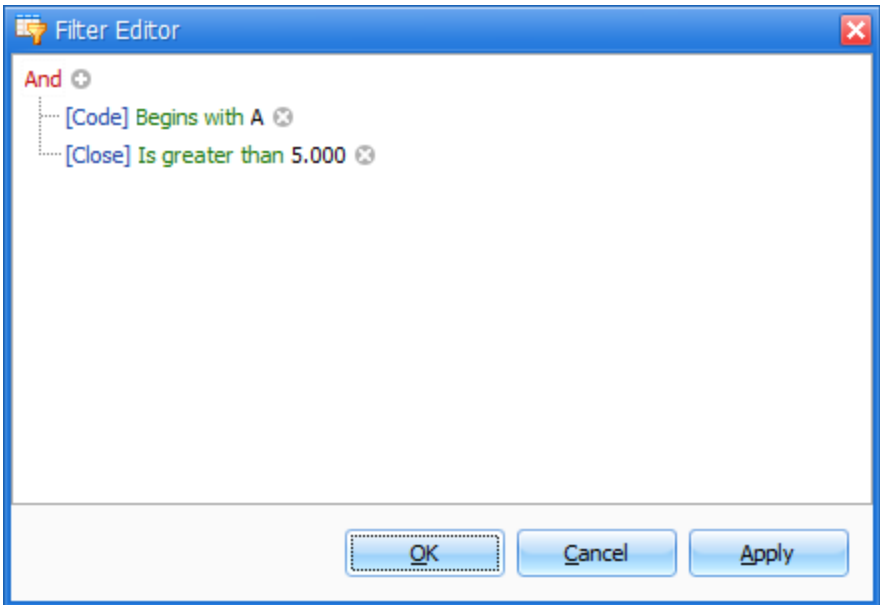 Filter Editor
And
[Code] Begins with A
[Close] Is greater than 5.000
OK Cancel Apply